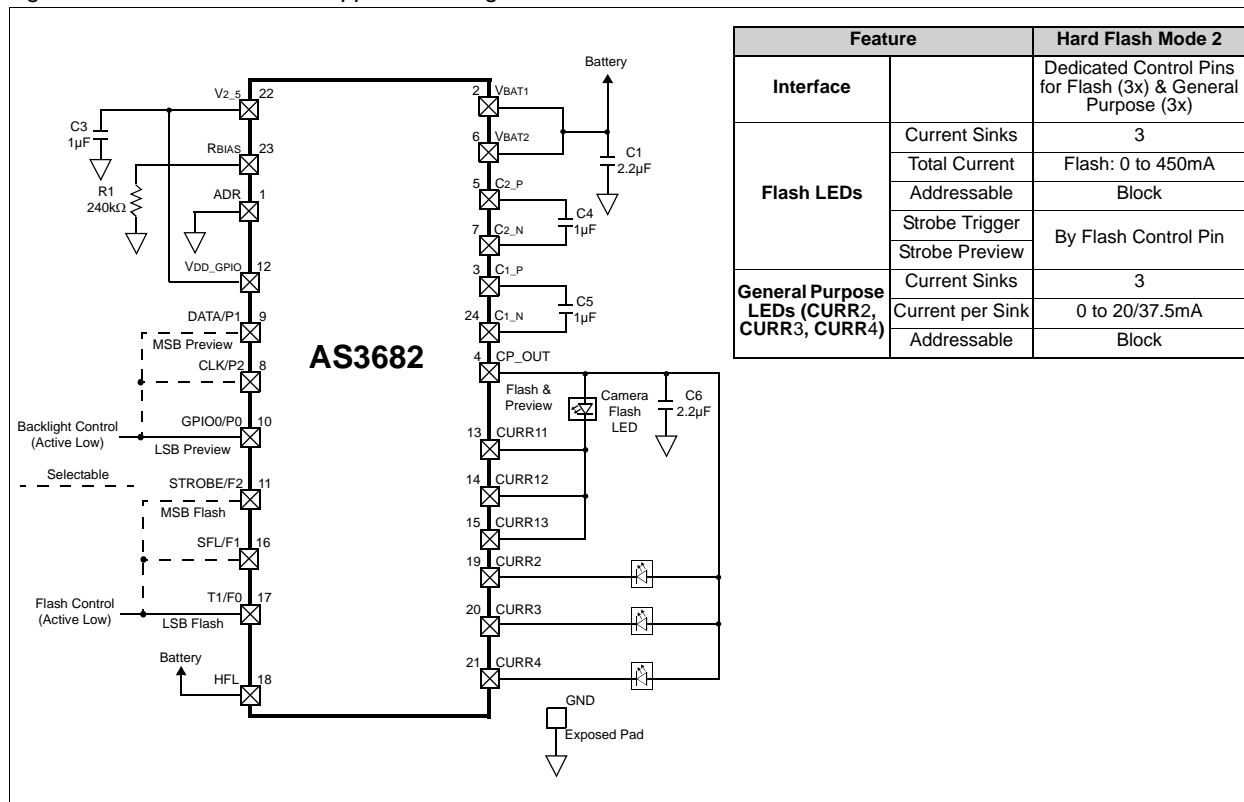 Battery
V2_5 22
C3
1µF
RBIAS 23
R1
240kΩ
ADR 1
VDD_GPIO 12
DATA/P1 9
MSB Preview
CLK/P2 8
Backlight Control
(Active Low)
GPIO0/P0 10
LSB Preview
Selectable
STROBE/F2 11
MSB Flash
SFL/F1 16
Flash Control
(Active Low)
T1/F0 17
LSB Flash
Battery
HFL 18
AS3682
2 VBAT1
6 VBAT2
C1
2.2µF
5 C2_P
C4
1µF
7 C2_N
3 C1_P
C5
1µF
24 C1_N
4 CP_OUT
Flash &
Preview
Camera
Flash
LED
C6
2.2µF
13 CURR11
14 CURR12
15 CURR13
19 CURR2
20 CURR3
21 CURR4
GND
Exposed Pad
Feature Hard Flash Mode 2
Interface Dedicated Control Pins
for Flash (3x) & General
Purpose (3x)
Flash LEDs
Current Sinks 3
Total Current Flash: 0 to 450mA
Addressable Block
Strobe Trigger By Flash Control Pin
Strobe Preview
General Purpose
LEDs (CURR2,
CURR3, CURR4)
Current Sinks 3
Current per Sink 0 to 20/37.5mA
Addressable Block